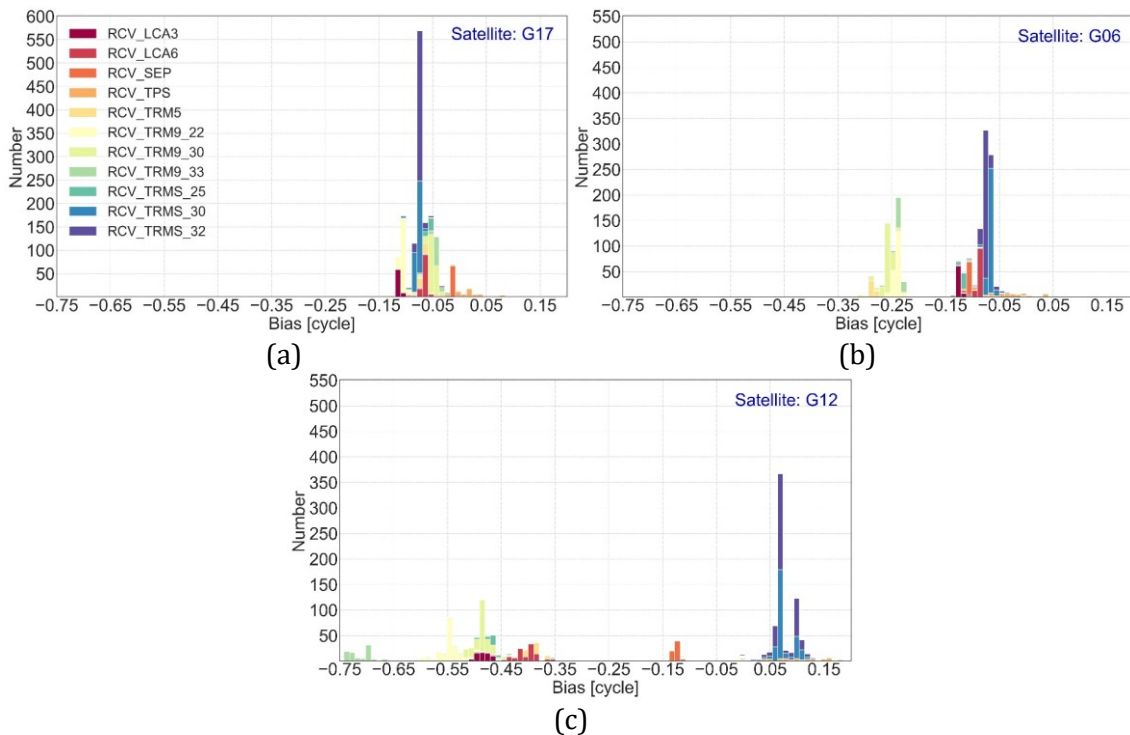 600
550
500
450
400
350
300
250
200
150
100
50
Number
RCV_LCA3
RCV_LCA6
RCV_SEP
RCV_TPS
RCV_TRM5
RCV_TRM9_22
RCV_TRM9_30
RCV_TRM9_33
RCV_TRMS_25
RCV_TRMS_30
RCV_TRMS_32
Satellite: G17
−0.75 −0.65 −0.55 −0.45 −0.35 −0.25 −0.15 −0.05 0.05 0.15
Bias [cycle]
(a)
550
500
450
400
350
300
250
200
150
100
50
Number
Satellite: G06
−0.75 −0.65 −0.55 −0.45 −0.35 −0.25 −0.15 −0.05 0.05 0.15
Bias [cycle]
(b)
550
500
450
400
350
300
250
200
150
100
50
Number
Satellite: G12
−0.75 −0.65 −0.55 −0.45 −0.35 −0.25 −0.15 −0.05 0.05 0.15
Bias [cycle]
(c)